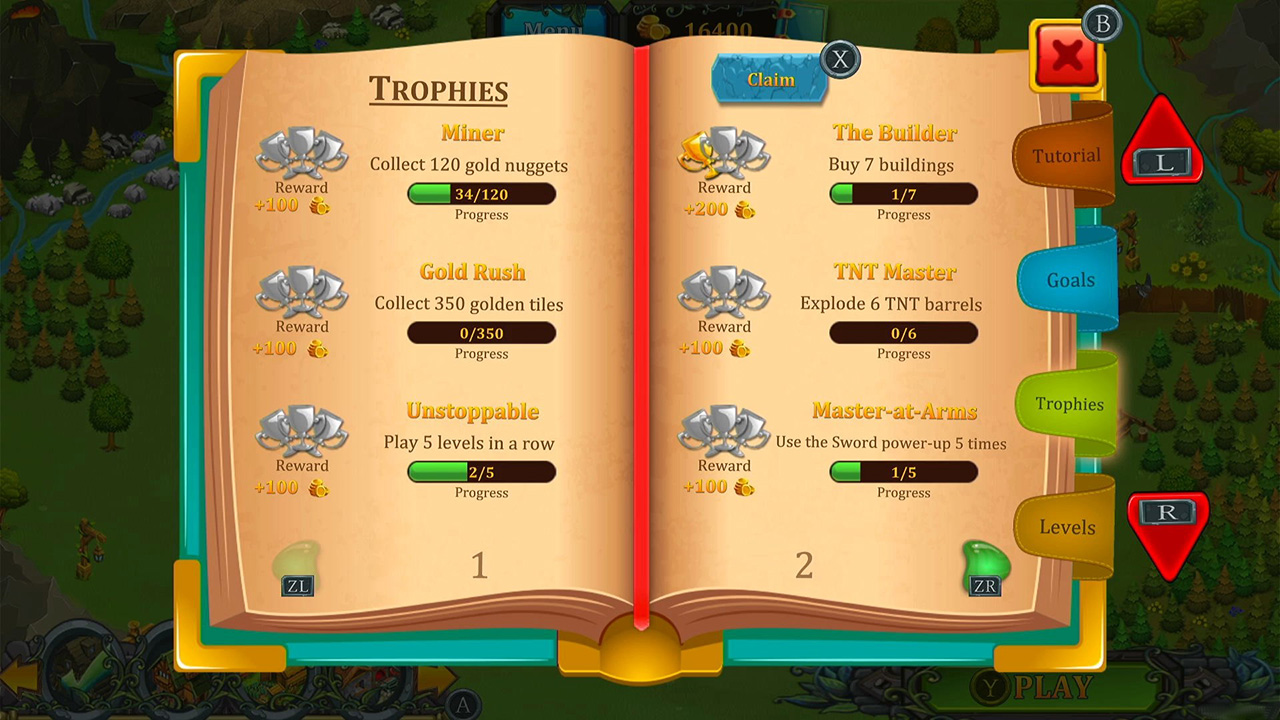 Menu
16400
B
X
Claim
TROPHIES
Miner
Collect 120 gold nuggets
Reward
34/120
+100
Progress
Gold Rush
Collect 350 golden tiles
Reward
0/350
+100
Progress
Unstoppable
Play 5 levels in a row
Reward
2/5
+100
Progress
1
ZL
The Builder
Buy 7 buildings
Reward
1/7
+200
Progress
TNT Master
Explode 6 TNT barrels
Reward
0/6
+100
Progress
Master-at-Arms
Use the Sword power-up 5 times
Reward
1/5
+100
Progress
2
ZR
Tutorial
L
Goals
Trophies
Levels
R
A
Y PLAY